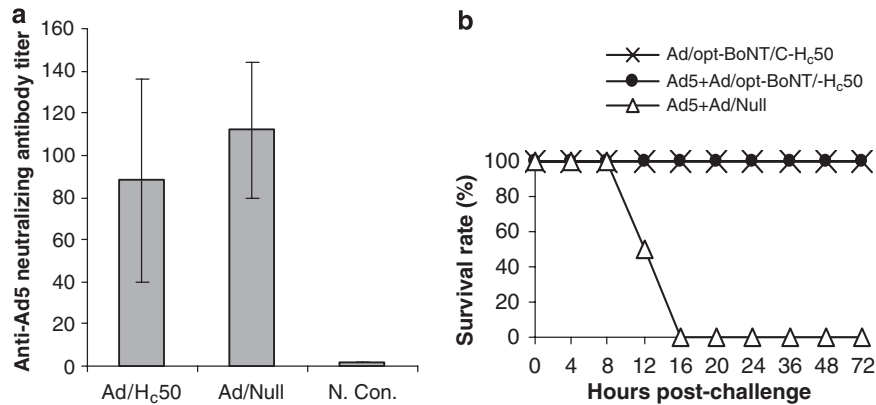 a
Anti-Ad5 neutralizing antibody titer
160
140
120
100
80
60
40
20
0
Ad/Hc50
Ad/Null
N. Con.
b
Ad/opt-BoNT/C-Hc50
Ad5+Ad/opt-BoNT/-Hc50
Ad5+Ad/Null
Survival rate (%)
100
80
60
40
20
0
0 4 8 12 16 20 24 36 48 72
Hours post-challenge